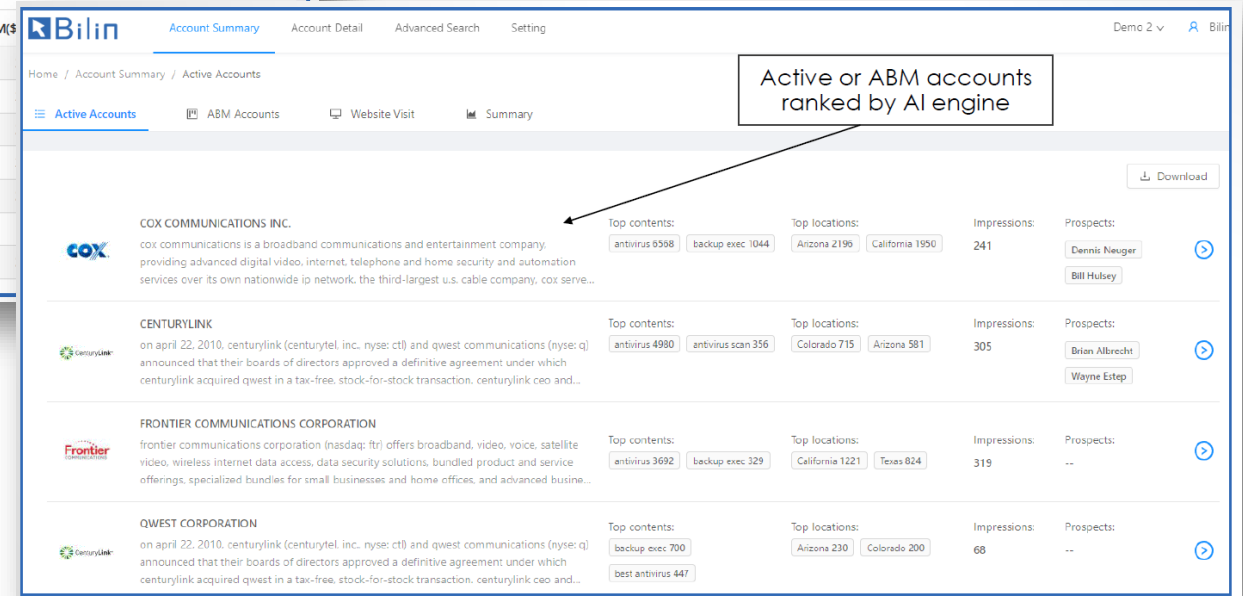 M($
Bilin
Account Summary Account Detail Advanced Search Setting Demo 2 Bilin
Home / Account Summary / Active Accounts
Active or ABM accounts
ranked by AI engine
Active Accounts ABM Accounts Website Visit Summary
Download
COX COMMUNICATIONS INC. Top contents: Top locations: Impressions: Prospects:
COX
cox communications is a broadband communications and entertainment company, antivirus 6568 backup exec 1044 Arizona 2196 California 1950 241 Dennis Neuger
providing advanced digital video, internet, telephone and home security and automation
services over its own nationwide ip network. the third-largest u.s. cable company, cox serve... Bill Hulsey
CENTURYLINK Top contents: Top locations: Impressions: Prospects:
CenturyLink
on april 22, 2010, centurylink (centurytel, inc., nyse: ctl) and qwest communications (nyse: q) antivirus 4980 antivirus scan 356 Colorado 715 Arizona 581 305 Brian Albrecht
announced that their boards of directors approved a definitive agreement under which
centurylink acquired qwest in a tax-free, stock-for-stock transaction. centurylink ceo and... Wayne Estep
FRONTIER COMMUNICATIONS CORPORATION
Frontier
COMMUNICATIONS
frontier communications corporation (nasdaq: ftr) offers broadband, video, voice, satellite Top contents: Top locations: Impressions: Prospects:
video, wireless internet data access, data security solutions, bundled product and service antivirus 3692 backup exec 329 California 1221 Texas 824 319 --
offerings, specialized bundles for small businesses and home offices, and advanced busine...
QWEST CORPORATION Top contents: Top locations: Impressions: Prospects:
CenturyLink
on april 22, 2010, centurylink (centurytel, inc., nyse: ctl) and qwest communications (nyse: q) backup exec 700 Arizona 230 Colorado 200 68 --
announced that their boards of directors approved a definitive agreement under which
centurylink acquired qwest in a tax-free, stock-for-stock transaction. centurylink ceo and... best antivirus 447